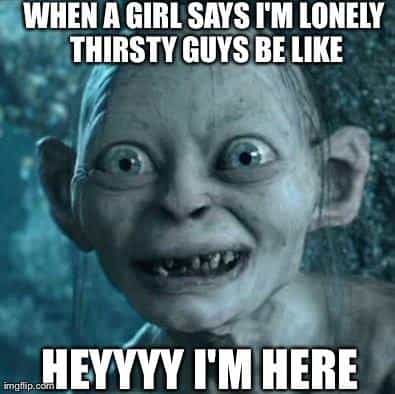 WHEN A GIRL SAYS I'M LONELY
THIRSTY GUYS BE LIKE
HEYYYY I'M HERE
imgflip.com